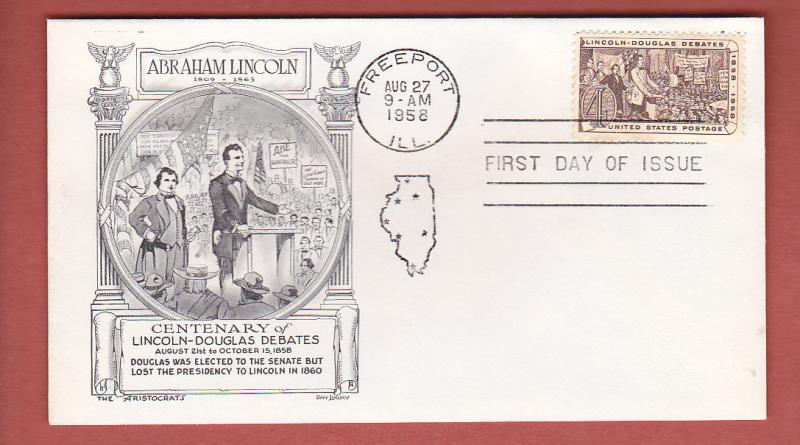 ABRAHAM LINCOLN
1809 - 1865
ABE
CENTENARY of
LINCOLN-DOUGLAS DEBATES
AUGUST 21st to OCTOBER 15, 1858
DOUGLAS WAS ELECTED TO THE SENATE BUT
LOST THE PRESIDENCY TO LINCOLN IN 1860
THE ARISTOCRATS
FREEPORT
AUG 27
9-AM
1958
ILL.
LINCOLN-DOUGLAS DEBATES
1858-1958
4¢
UNITED STATES POSTAGE
FIRST DAY OF ISSUE